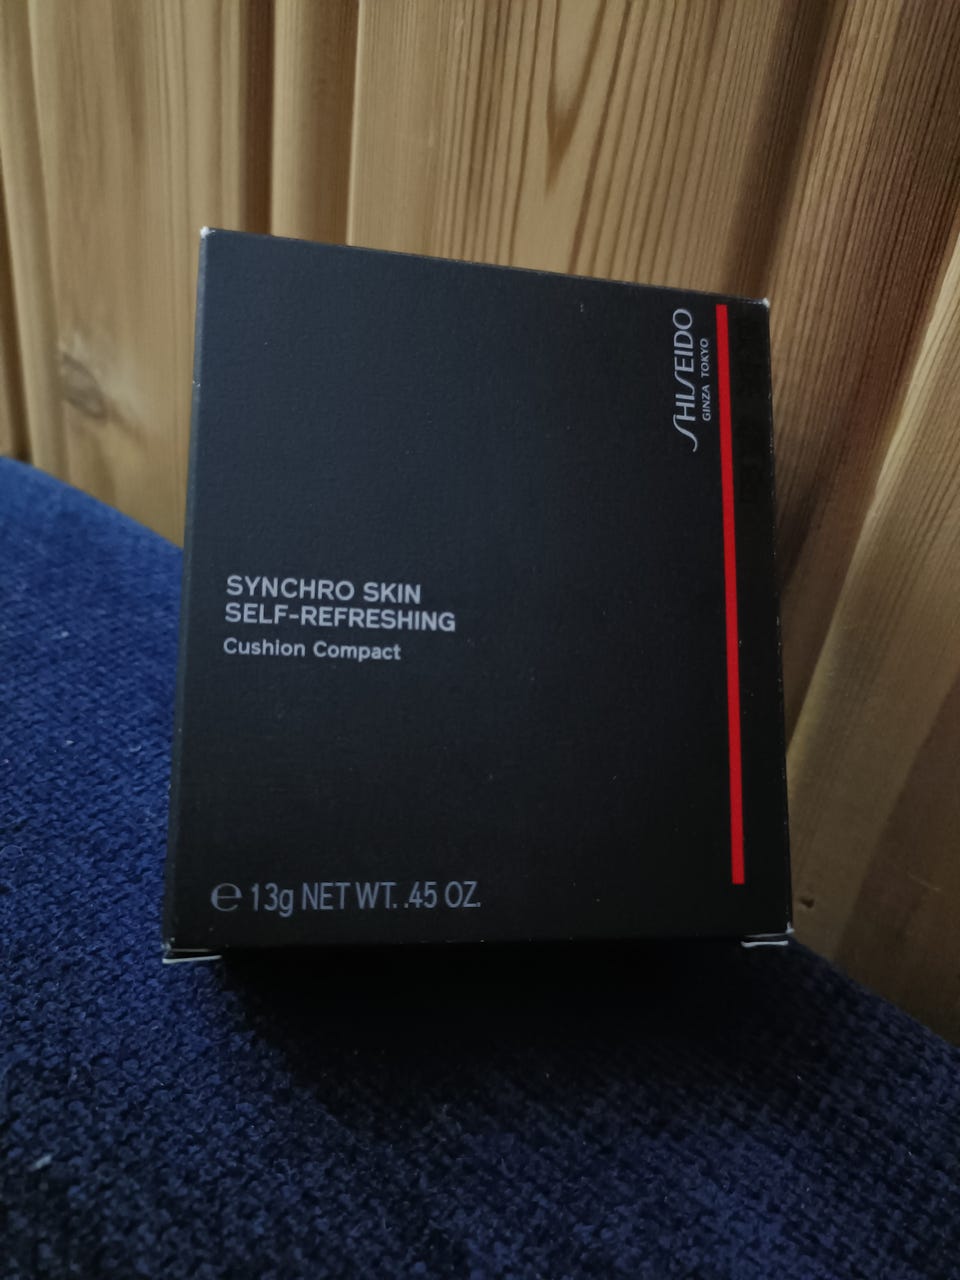 SHISEIDO
GINZA TOKYO
SYNCHRO SKIN
SELF-REFRESHING
Cushion Compact
℮ 13g NET WT. .45 OZ.